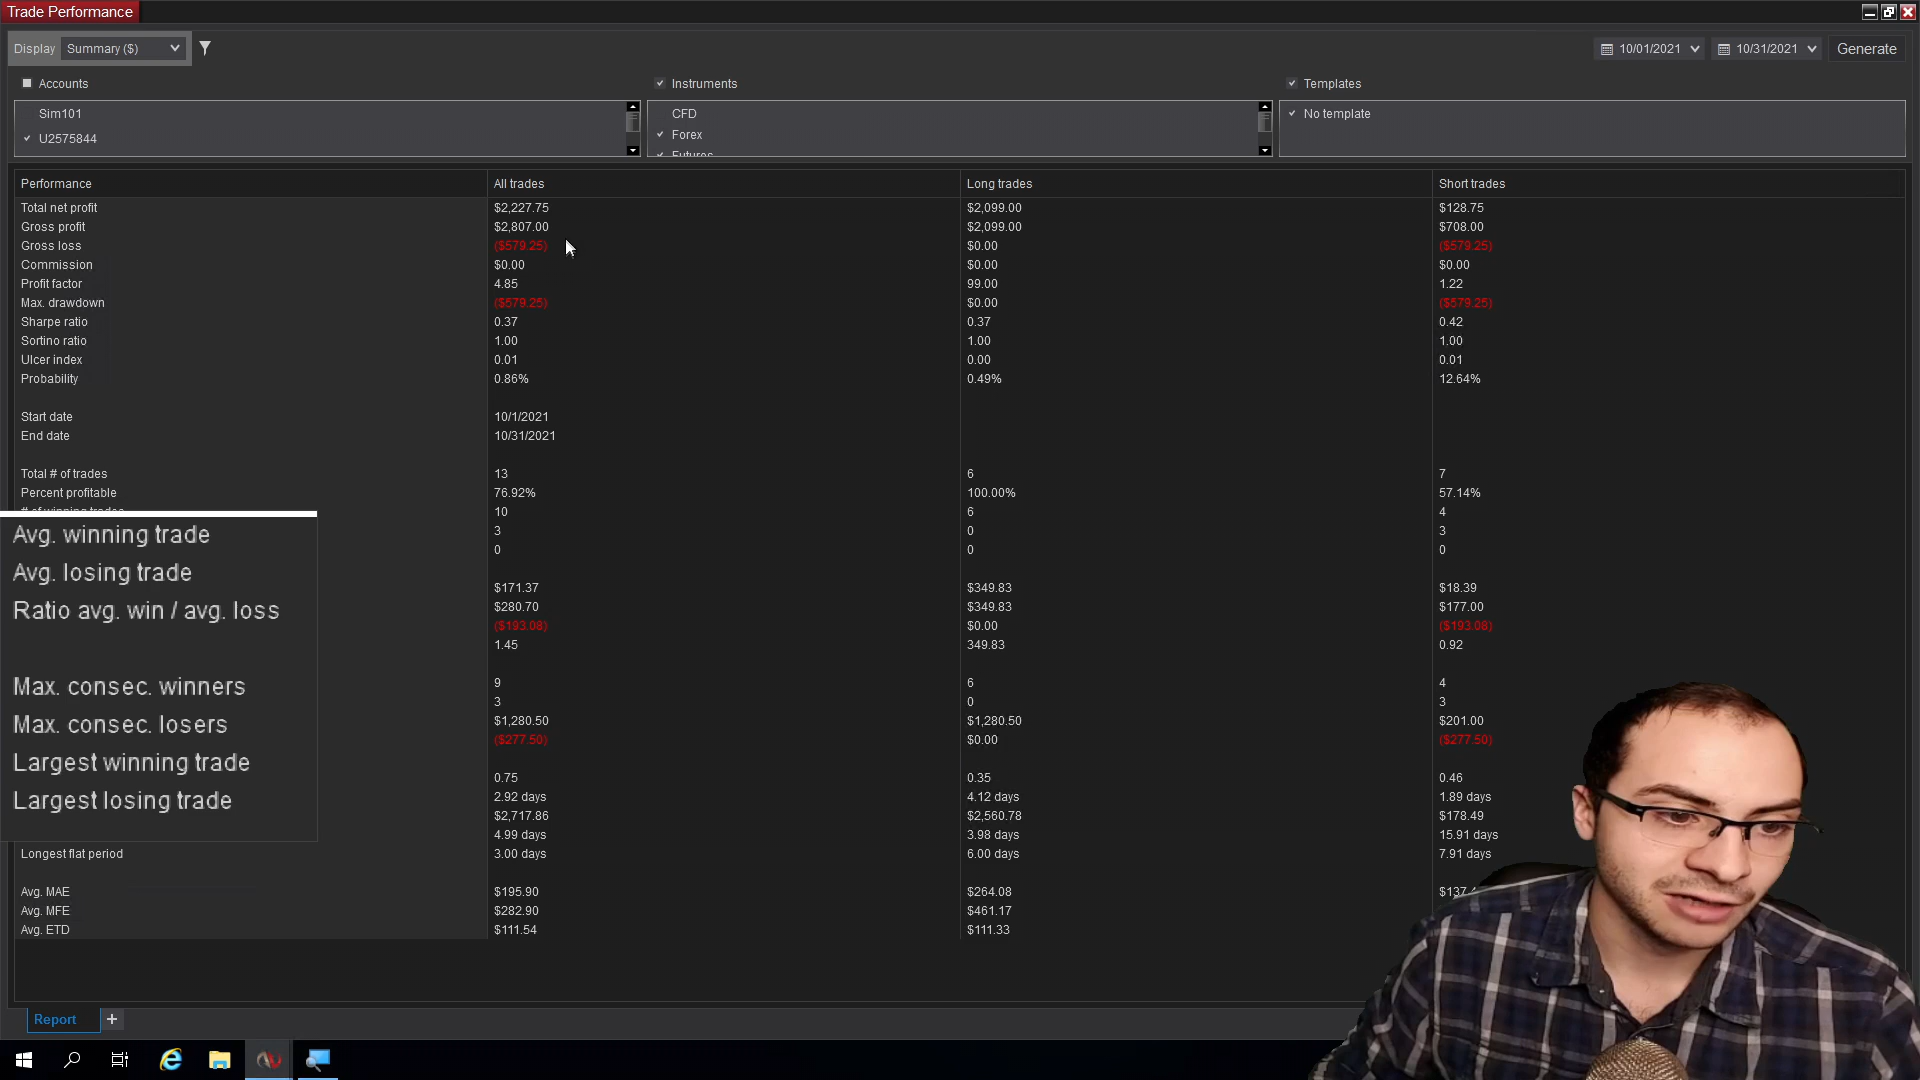 Trade Performance
Display Summary ($) 10/01/2021 10/31/2021 Generate
Accounts Instruments Templates
Sim101 CFD No template
U2575844 Forex
Futures
Performance All trades Long trades Short trades
Total net profit $2,227.75 $2,099.00 $128.75
Gross profit $2,807.00 $2,099.00 $708.00
Gross loss ($579.25) $0.00 ($579.25)
Commission $0.00 $0.00 $0.00
Profit factor 4.85 99.00 1.22
Max. drawdown ($579.25) $0.00 ($579.25)
Sharpe ratio 0.37 0.37 0.42
Sortino ratio 1.00 1.00 1.00
Ulcer index 0.01 0.00 0.01
Probability 0.86% 0.49% 12.64%
Start date 10/1/2021
End date 10/31/2021
Total # of trades 13 6 7
Percent profitable 76.92% 100.00% 57.14%
# of winning trades 10 6 4
3 0 3
0 0 0
$171.37 $349.83 $18.39
$280.70 $349.83 $177.00
($193.08) $0.00 ($193.08)
1.45 349.83 0.92
9 6 4
3 0 3
$1,280.50 $1,280.50 $201.00
($277.50) $0.00 ($277.50)
0.75 0.35 0.46
2.92 days 4.12 days 1.89 days
$2,717.86 $2,560.78 $178.49
4.99 days 3.98 days 15.91 days
Longest flat period 3.00 days 6.00 days 7.91 days
Avg. MAE $195.90 $264.08
Avg. MFE $282.90 $461.17
Avg. ETD $111.54 $111.33
Avg. winning trade
Avg. losing trade
Ratio avg. win / avg. loss
Max. consec. winners
Max. consec. losers
Largest winning trade
Largest losing trade
Report +